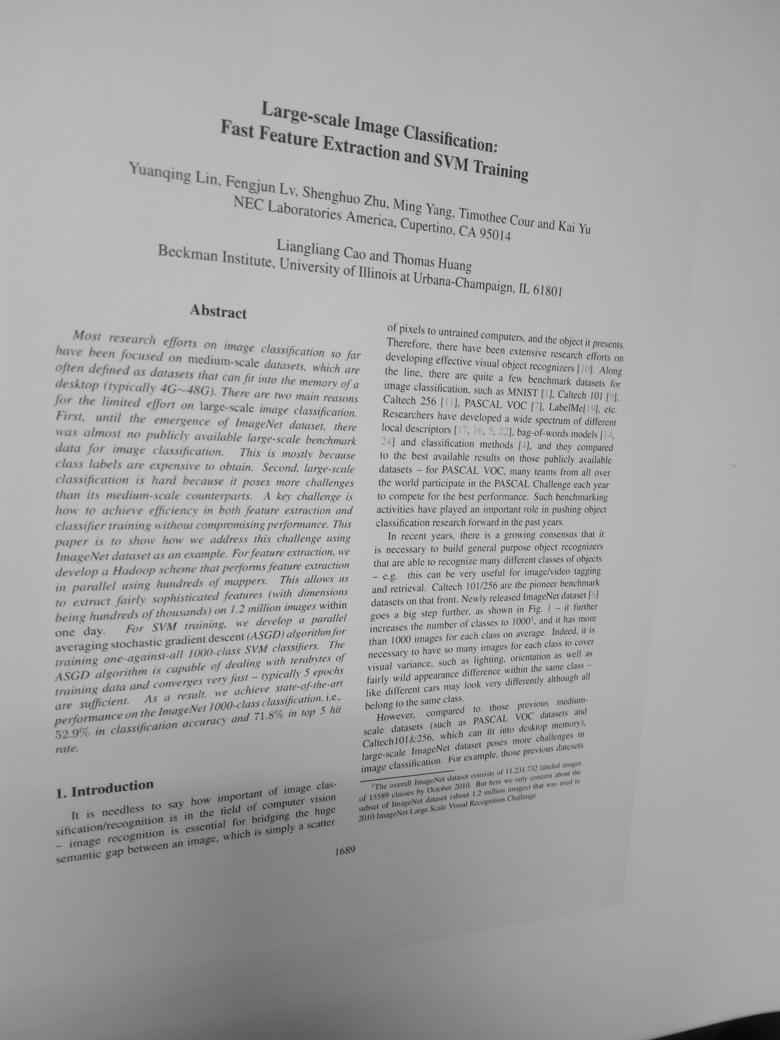 Large-scale Image Classification:
Fast Feature Extraction and SVM Training
Yuanqing Lin, Fengjun Lv, Shenghuo Zhu, Ming Yang, Timothee Cour and Kai Yu
NEC Laboratories America, Cupertino, CA 95014
Liangliang Cao and Thomas Huang
Beckman Institute, University of Illinois at Urbana-Champaign, IL 61801
Abstract
Most research efforts on image classification so far
have been focused on medium-scale datasets, which are
often defined as datasets that can fit into the memory of a
desktop (typically 4G∼48G). There are two main reasons
for the limited effort on large-scale image classification.
First, until the emergence of ImageNet dataset, there
was almost no publicly available large-scale benchmark
data for image classification. This is mostly because
class labels are expensive to obtain. Second, large-scale
classification is hard because it poses more challenges
than its medium-scale counterparts. A key challenge is
how to achieve efficiency in both feature extraction and
classifier training without compromising performance. This
paper is to show how we address this challenge using
ImageNet dataset as an example. For feature extraction, we
develop a Hadoop scheme that performs feature extraction
in parallel using hundreds of mappers. This allows us
to extract fairly sophisticated features (with dimensions
being hundreds of thousands) on 1.2 million images within
one day. For SVM training, we develop a parallel
averaging stochastic gradient descent (ASGD) algorithm for
training one-against-all 1000-class SVM classifiers. The
ASGD algorithm is capable of dealing with terabytes of
training data and converges very fast – typically 5 epochs
are sufficient. As a result, we achieve state-of-the-art
performance on the ImageNet 1000-class classification, i.e.,
52.9% in classification accuracy and 71.8% in top 5 hit
rate.
1. Introduction
It is needless to say how important of image clas-
sification/recognition is in the field of computer vision
– image recognition is essential for bridging the huge
semantic gap between an image, which is simply a scatter
of pixels to untrained computers, and the object it presents.
Therefore, there have been extensive research efforts on
developing effective visual object recognizers [10]. Along
the line, there are quite a few benchmark datasets for
image classification, such as MNIST [1], Caltech 101 [9],
Caltech 256 [11], PASCAL VOC [7], LabelMe[19], etc.
Researchers have developed a wide spectrum of different
local descriptors [17, 16, 5, 22], bag-of-words models [14,
24] and classification methods [4], and they compared
to the best available results on those publicly available
datasets – for PASCAL VOC, many teams from all over
the world participate in the PASCAL Challenge each year
to compete for the best performance. Such benchmarking
activities have played an important role in pushing object
classification research forward in the past years.
In recent years, there is a growing consensus that it
is necessary to build general purpose object recognizers
that are able to recognize many different classes of objects
– e.g. this can be very useful for image/video tagging
and retrieval. Caltech 101/256 are the pioneer benchmark
datasets on that front. Newly released ImageNet dataset [6]
goes a big step further, as shown in Fig. 1 – it further
increases the number of classes to 1000¹, and it has more
than 1000 images for each class on average. Indeed, it is
necessary to have so many images for each class to cover
visual variance, such as lighting, orientation as well as
fairly wild appearance difference within the same class –
like different cars may look very differently although all
belong to the same class.
However, compared to those previous medium-
scale datasets (such as PASCAL VOC datasets and
Caltech101&256, which can fit into desktop memory),
large-scale ImageNet dataset poses more challenges in
image classification. For example, those previous datesets
¹The overall ImageNet dataset consists of 11,231,732 labeled images
of 15589 classes by October 2010. But here we only concern about the
subset of ImageNet dataset (about 1.2 million images) that was used in
2010 ImageNet Large Scale Visual Recognition Challenge
1689